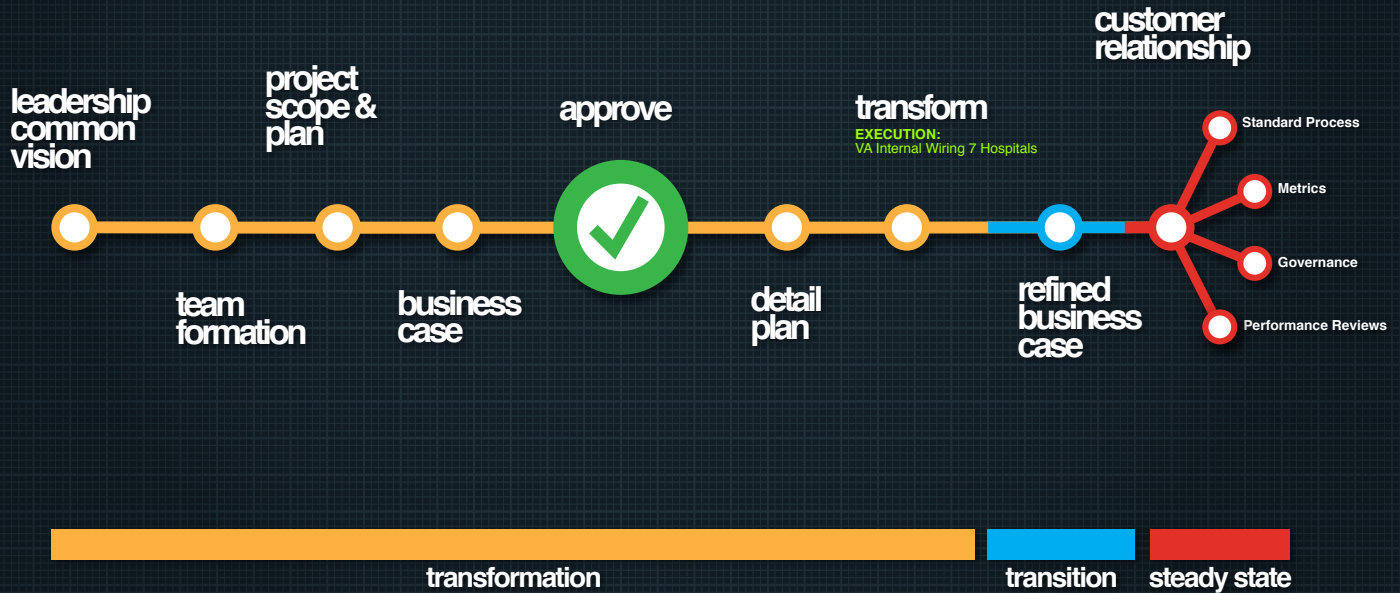 leadership
common
vision
team
formation
project
scope &
plan
business
case
approve
detail
plan
transform
EXECUTION:
VA Internal Wiring 7 Hospitals
refined
business
case
customer
relationship
Standard Process
Metrics
Governance
Performance Reviews
transformation
transition
steady state